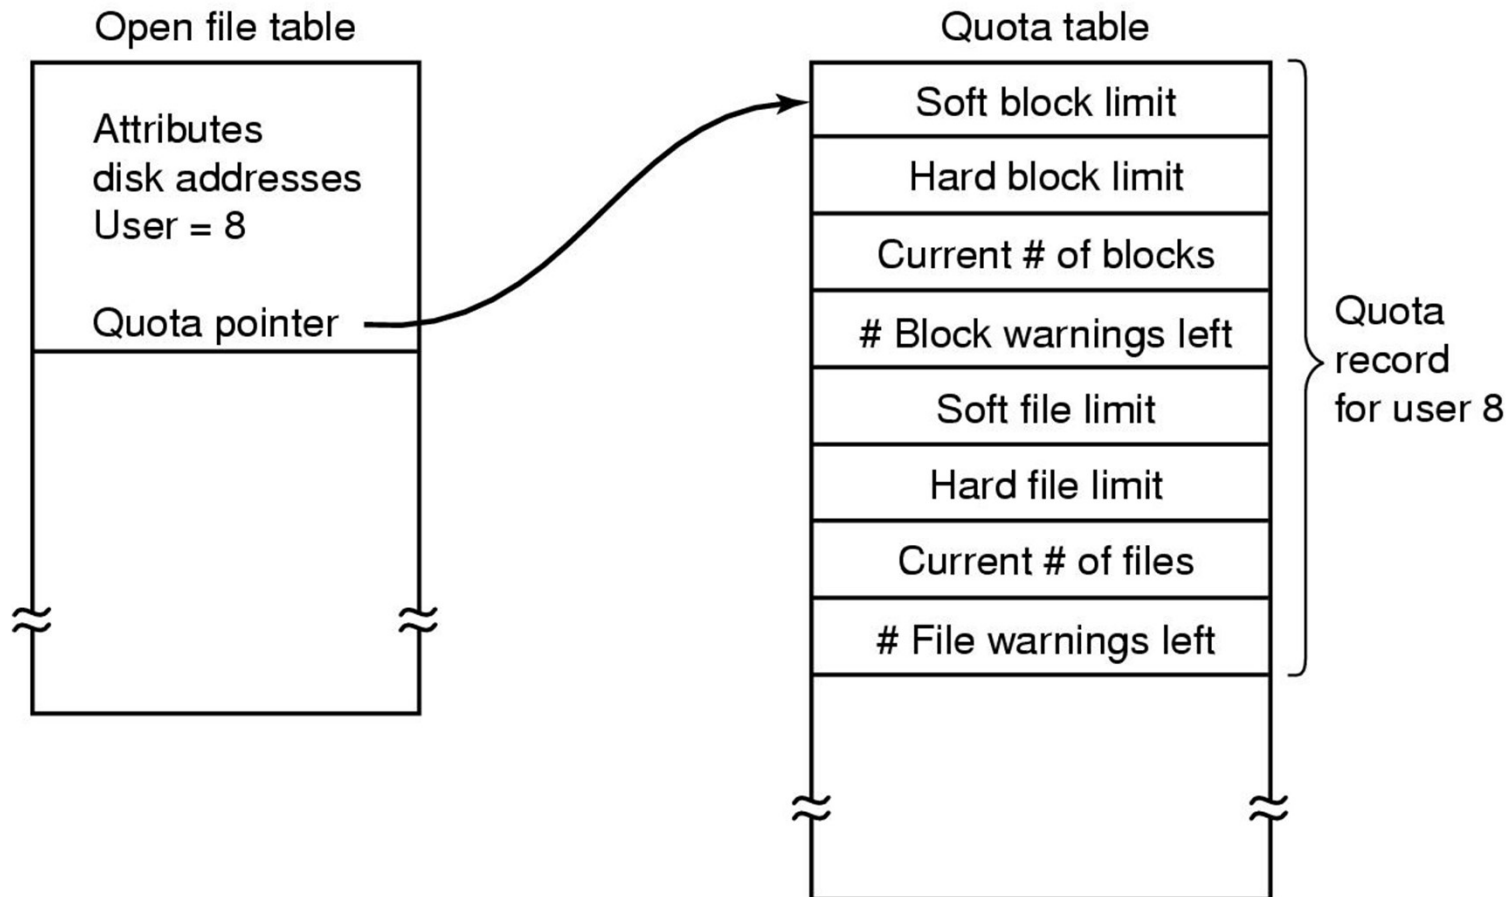 Open file table
Attributes
disk addresses
User = 8
Quota pointer
Quota table
Soft block limit
Hard block limit
Current # of blocks
# Block warnings left
Soft file limit
Hard file limit
Current # of files
# File warnings left
Quota
record
for user 8